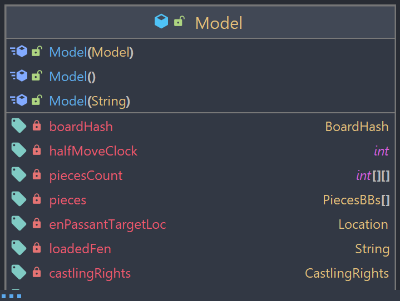 Model
Model(Model)
Model()
Model(String)
boardHash BoardHash
halfMoveClock int
piecesCount int[][]
pieces PiecesBBs[]
enPassantTargetLoc Location
loadedFen String
castlingRights CastlingRights